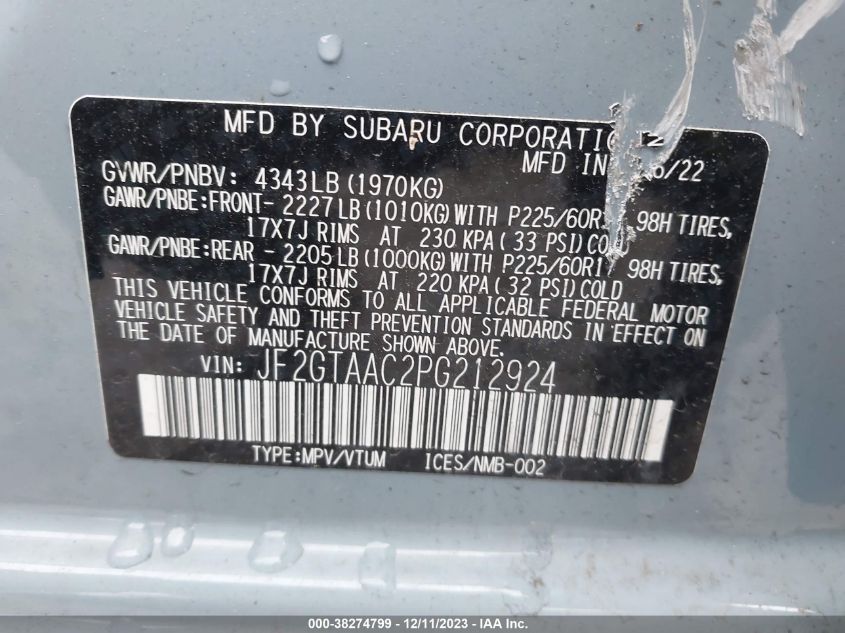 MFD BY SUBARU CORPORATION
MFD IN 6/22
GVWR/PNBV: 4343LB (1970KG)
GAWR/PNBE:FRONT- 2227LB (1010KG) WITH P225/60R 98H TIRES,
17X7J RIMS AT 230 KPA ( 33 PSI) COLD
GAWR/PNBE:REAR - 2205LB (1000KG) WITH P225/60R1 98H TIRES,
17X7J RIMS AT 220 KPA ( 32 PSI) COLD
THIS VEHICLE CONFORMS TO ALL APPLICABLE FEDERAL MOTOR
VEHICLE SAFETY AND THEFT PREVENTION STANDARDS IN EFFECT ON
THE DATE OF MANUFACTURE SHOWN ABOVE.
VIN: JF2GTAAC2PG212924
TYPE:MPV/VTUM ICES/NMB-002
000-38274799 - 12/11/2023 - IAA Inc.